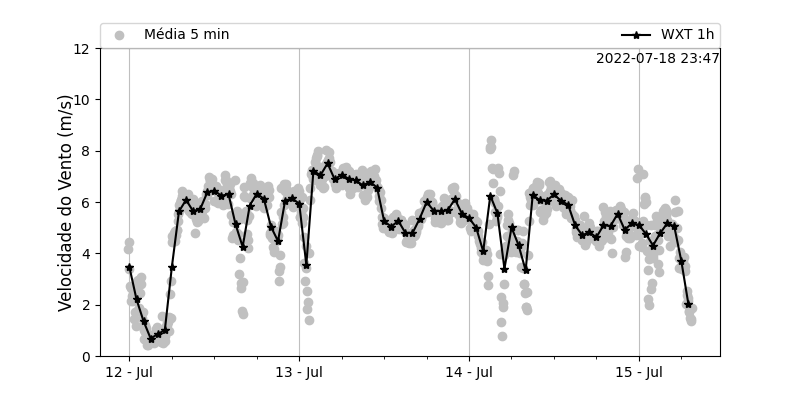 Média 5 min
WXT 1h
2022-07-18 23:47
Velocidade do Vento (m/s)
12
10
8
6
4
2
0
12 - Jul
13 - Jul
14 - Jul
15 - Jul